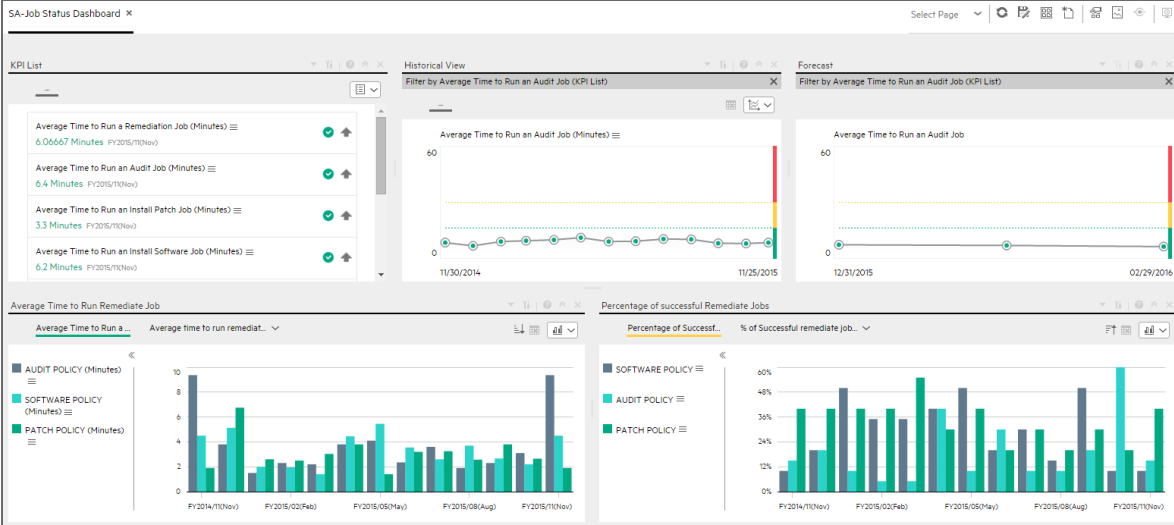 SA-Job Status Dashboard ×
Select Page
KPI List
Average Time to Run a Remediation Job (Minutes)
6.06667 Minutes FY2015/11(Nov)
Average Time to Run an Audit Job (Minutes)
6.4 Minutes FY2015/11(Nov)
Average Time to Run an Install Patch Job (Minutes)
3.3 Minutes FY2015/11(Nov)
Average Time to Run an Install Software Job (Minutes)
6.2 Minutes FY2015/11(Nov)
Historical View
Filter by Average Time to Run an Audit Job (KPI List)
Average Time to Run an Audit Job (Minutes)
60
0
11/30/2014 11/25/2015
Forecast
Filter by Average Time to Run an Audit Job (KPI List)
Average Time to Run an Audit Job
60
0
12/31/2015 02/29/2016
Average Time to Run Remediate Job
Average Time to Run a ... Average time to run remediat...
AUDIT POLICY (Minutes)
SOFTWARE POLICY
(Minutes)
PATCH POLICY (Minutes)
10
8
6
4
2
0
FY2014/11(Nov) FY2015/02(Feb) FY2015/05(May) FY2015/08(Aug) FY2015/11(Nov)
Percentage of successful Remediate Jobs
Percentage of Successf... % of Successful remediate job...
SOFTWARE POLICY
AUDIT POLICY
PATCH POLICY
60%
48%
36%
24%
12%
0%
FY2014/11(Nov) FY2015/02(Feb) FY2015/05(May) FY2015/08(Aug) FY2015/11(Nov)